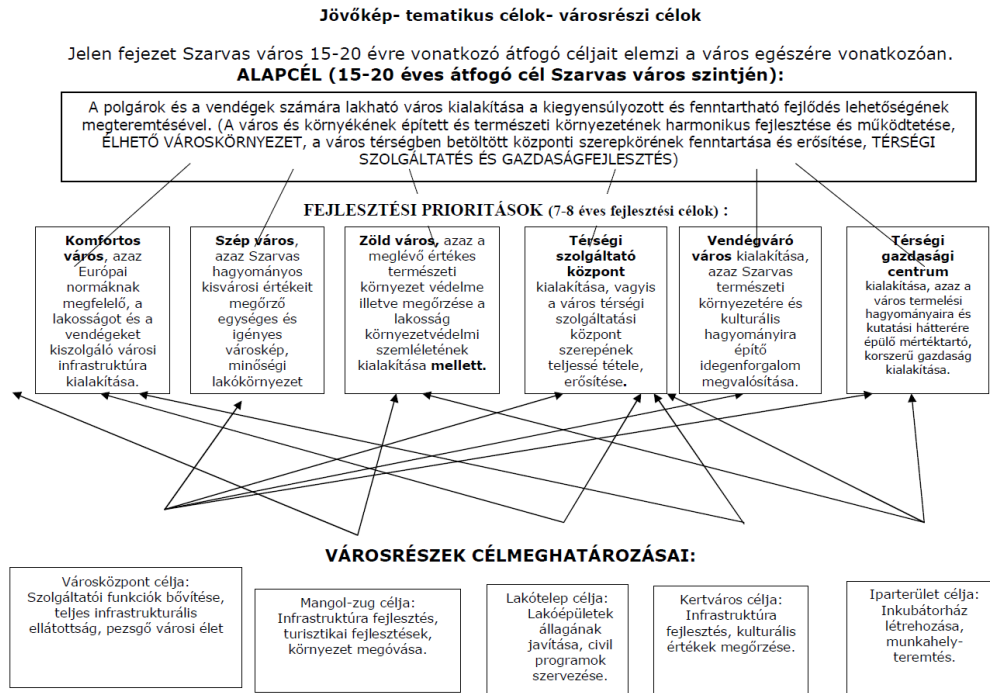 Jövőkép- tematikus célok- városrészi célok
Jelen fejezet Szarvas város 15-20 évre vonatkozó átfogó céljait elemzi a város egészére vonatkozóan.
ALAPCÉL (15-20 éves átfogó cél Szarvas város szintjén):
A polgárok és a vendégek számára lakható város kialakítása a kiegyensúlyozott és fenntartható fejlődés lehetőségének
megteremtésével. (A város és környékének épített és természeti környezetének harmonikus fejlesztése és működtetése,
ÉLHETŐ VÁROSKÖRNYEZET, a város térségben betöltött központi szerepkörének fenntartása és erősítése, TÉRSÉGI
SZOLGÁLTATÉS ÉS GAZDASÁGFEJLESZTÉS)
FEJLESZTÉSI PRIORITÁSOK (7-8 éves fejlesztési célok) :
Komfortos
város, azaz
Európai
normáknak
megfelelő, a
lakosságot és a
vendégeket
kiszolgáló városi
infrastruktúra
kialakítása.
Szép város,
azaz Szarvas
hagyományos
kisvárosi értékeit
megőrző
egységes és
igényes
városkép,
minőségi
lakókörnyezet
Zöld város, azaz a
meglévő értékes
természeti
környezet védelme
illetve megőrzése a
lakosság
környezetvédelmi
szemléletének
kialakítása mellett.
Térségi
szolgáltató
központ
kialakítása, vagyis
a város térségi
szolgáltatási
központ
szerepének
teljessé tétele,
erősítése.
Vendégváró
város kialakítása,
azaz Szarvas
természeti
környezetére és
kulturális
hagyományira
építő
idegenforgalom
megvalósítása.
Térségi
gazdasági
centrum
kialakítása, azaz a
város termelési
hagyományaira és
kutatási hátterére
épülő mértéktartó,
korszerű gazdaság
kialakítása.
VÁROSRÉSZEK CÉLMEGHATÁROZÁSAI:
Városközpont célja:
Szolgáltatói funkciók bővítése,
teljes infrastrukturális
ellátottság, pezsgő városi élet
Mangol-zug célja:
Infrastruktúra fejlesztés,
turisztikai fejlesztések,
környezet megóvása.
Lakótelep célja:
Lakóépületek
állagának
javítása, civil
programok
szervezése.
Kertváros célja:
Infrastruktúra
fejlesztés, kulturális
értékek megőrzése.
Iparterület célja:
Inkubátorház
létrehozása,
munkahely-
teremtés.